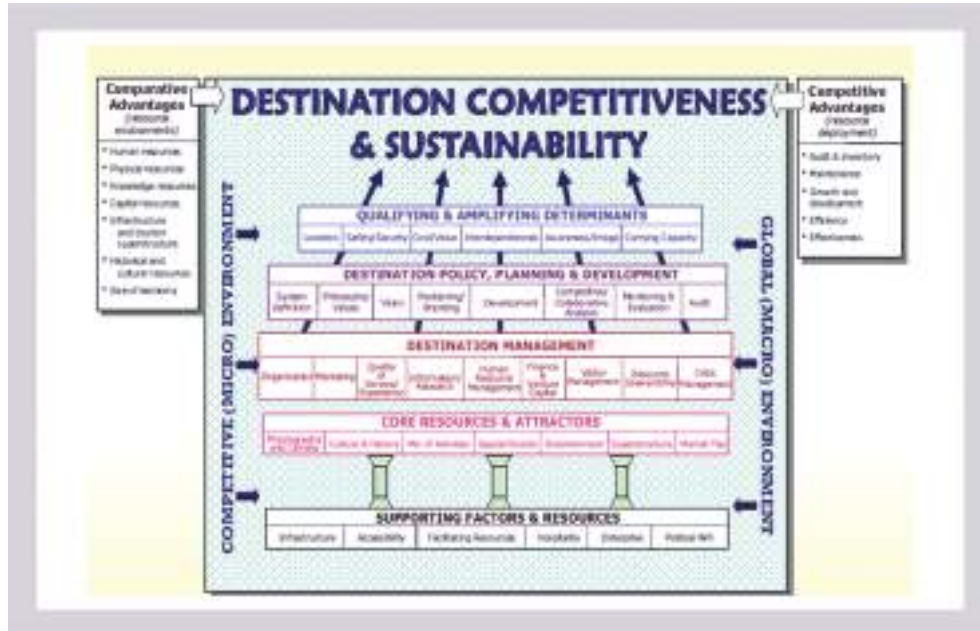 DESTINATION COMPETITIVENESS
& SUSTAINABILITY
Comparative
Advantages
(resource
endowments)
* Human resources
* Physical resources
* Knowledge resources
* Capital resources
* Infrastructure
and tourism
superstructure
* Historical and
cultural resources
* Size of economy
Competitive
Advantages
(resource
deployment)
* Audit & inventory
* Maintenance
* Growth and
development
* Efficiency
* Effectiveness
COMPETITIVE (MICRO) ENVIRONMENT
GLOBAL (MACRO) ENVIRONMENT
QUALIFYING & AMPLIFYING DETERMINANTS
Location
Safety/Security
Cost/Value
Interdependencies
Awareness/Image
Carrying Capacity
DESTINATION POLICY, PLANNING & DEVELOPMENT
System
Definition
Philosophy/
Values
Vision
Positioning/
Branding
Development
Competitive/
Collaborative
Analysis
Monitoring &
Evaluation
Audit
DESTINATION MANAGEMENT
Organization
Marketing
Quality
of
Service/
Experience
Information/
Research
Human
Resource
Management
Finance
&
Venture
Capital
Visitor
Management
Resource
Stewardship
Crisis
Management
CORE RESOURCES & ATTRACTORS
Physiography
and Climate
Culture & History
Mix of Activities
Special Events
Entertainment
Superstructure
Market Ties
SUPPORTING FACTORS & RESOURCES
Infrastructure
Accessibility
Facilitating Resources
Hospitality
Enterprise
Political Will